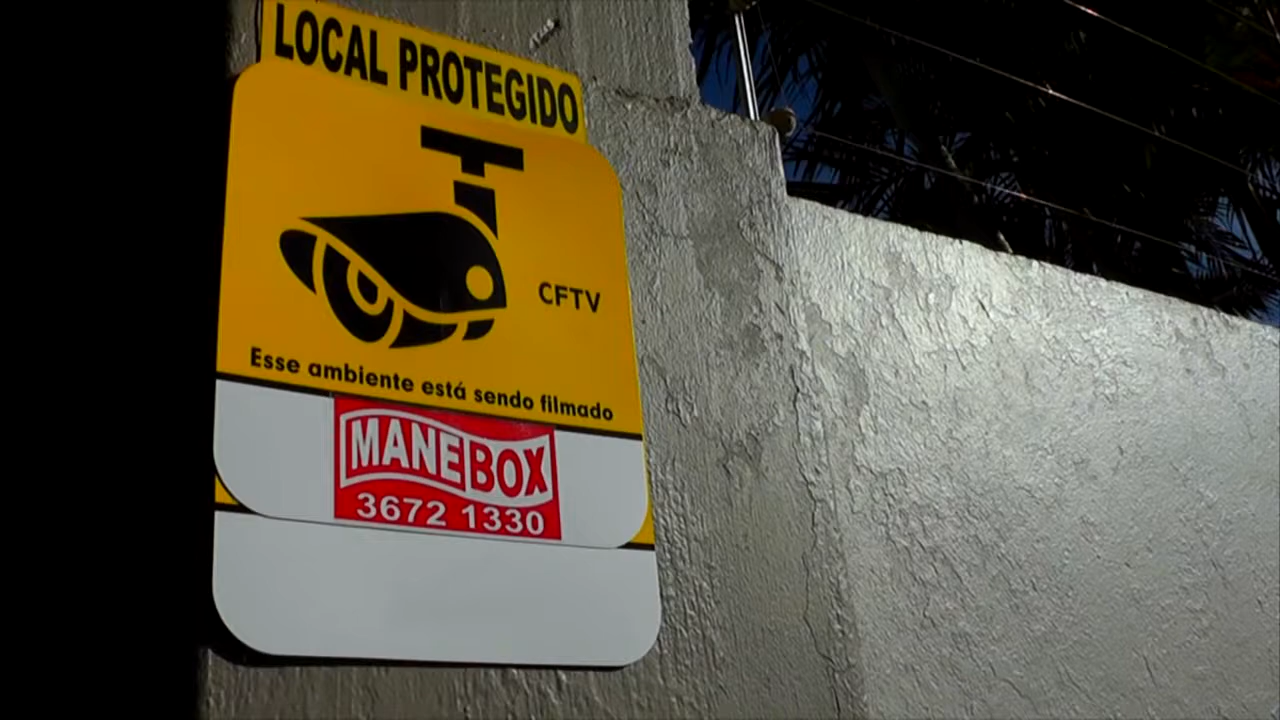 LOCAL PROTEGIDO
CFTV
Esse ambiente está sendo filmado
MANEBOX
3672 1330